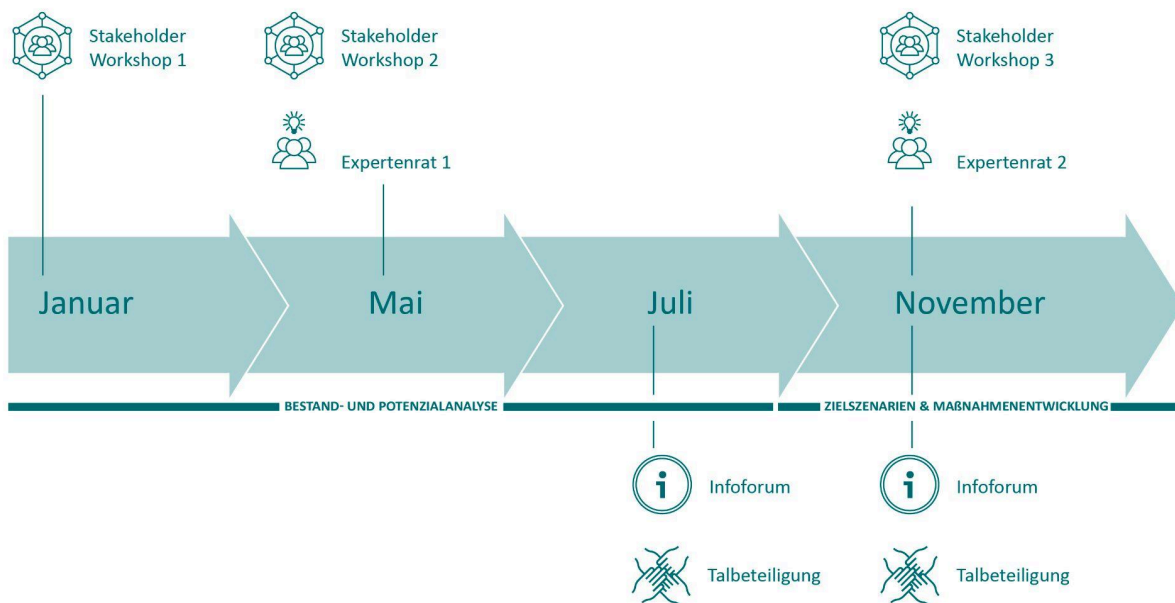 Stakeholder
Workshop 1
Stakeholder
Workshop 2
Stakeholder
Workshop 3
Expertenrat 1
Expertenrat 2
Januar
Mai
Juli
November
BESTAND- UND POTENZIALANALYSE
ZIELSZENARIEN & MAßNAHMENENTWICKLUNG
Infoforum
Infoforum
Talbeteiligung
Talbeteiligung